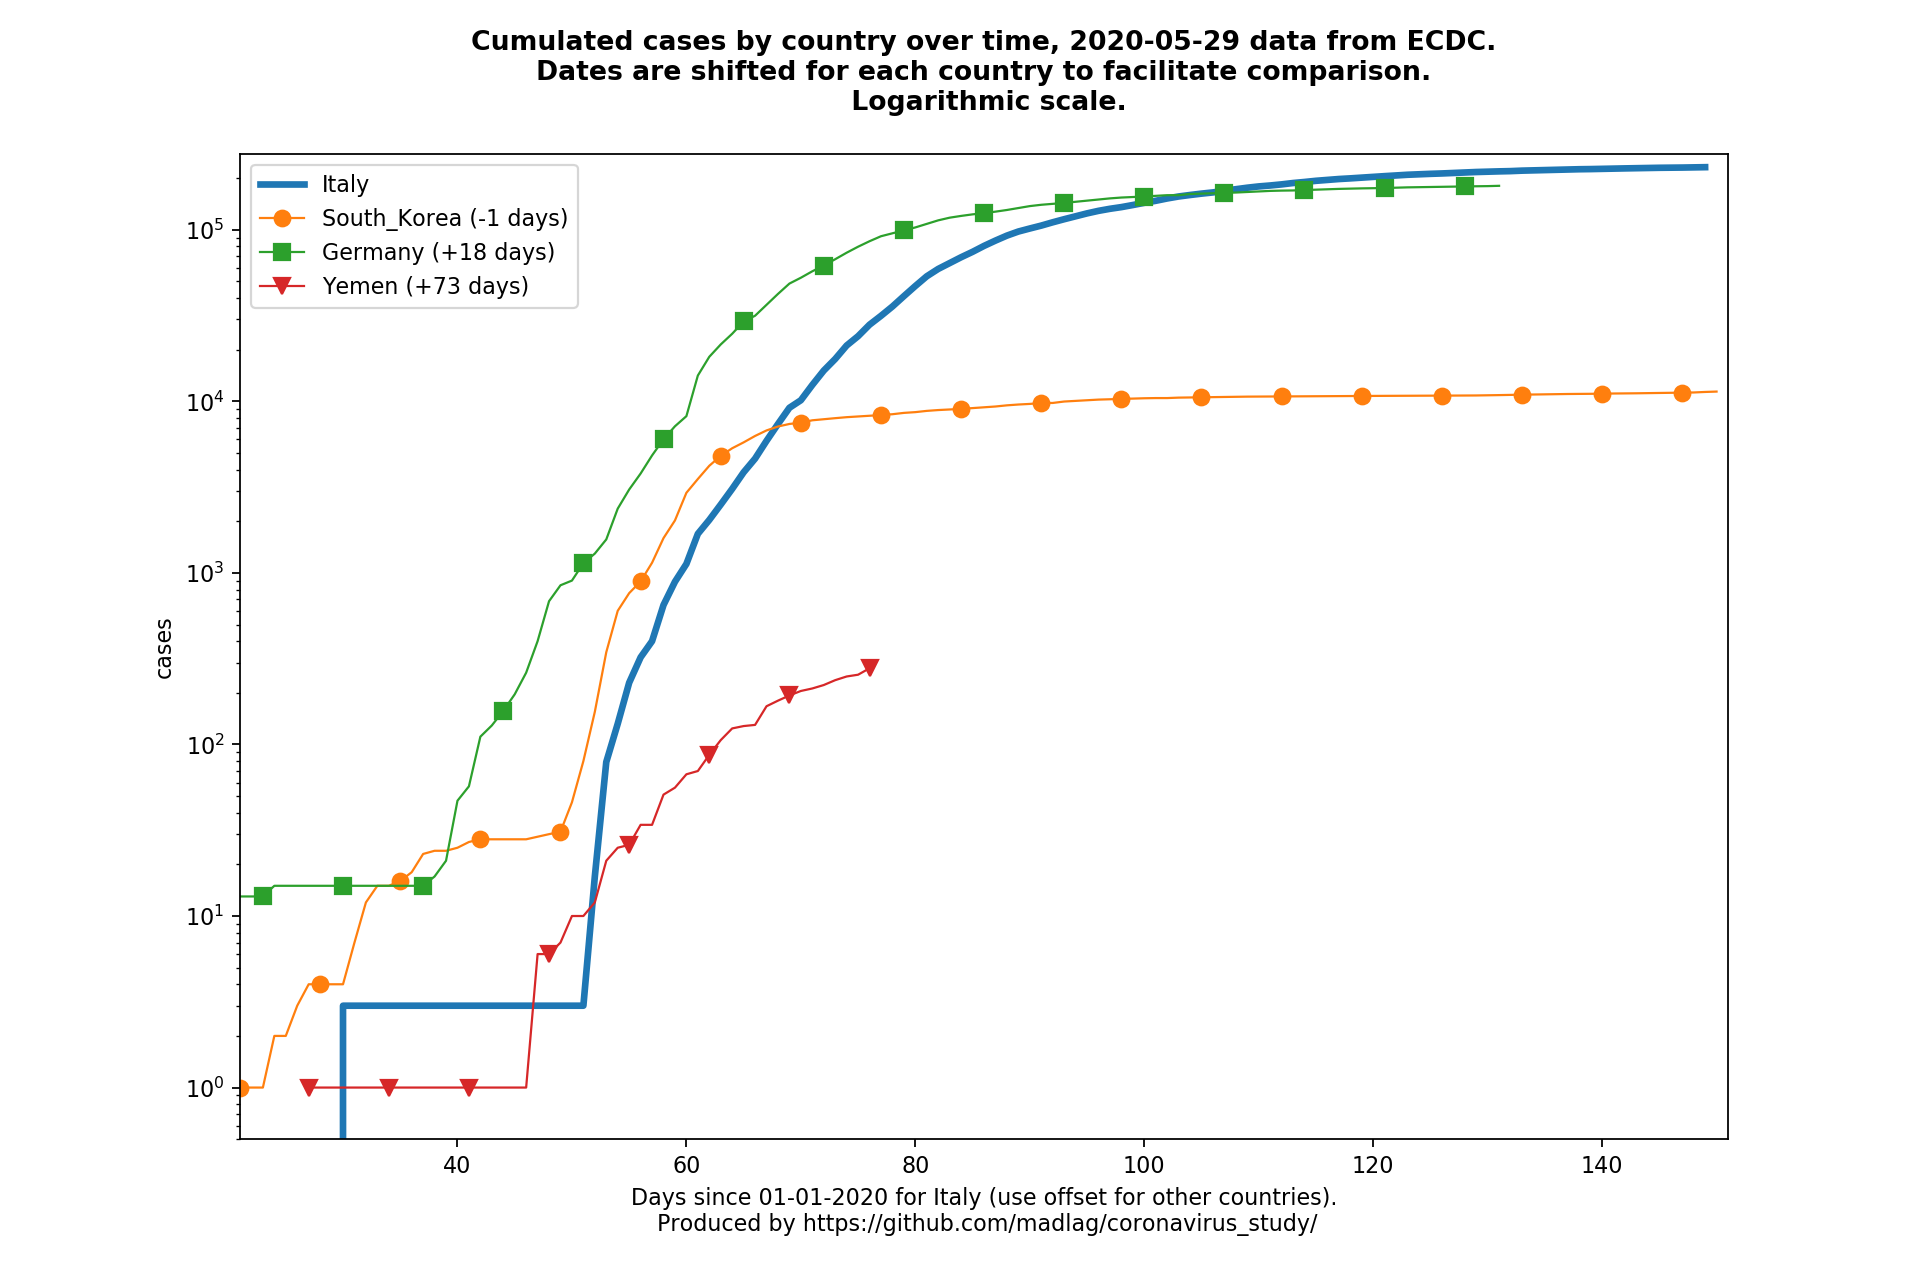 Cumulated cases by country over time, 2020-05-29 data from ECDC.
Dates are shifted for each country to facilitate comparison.
Logarithmic scale.
Italy
South_Korea (-1 days)
Germany (+18 days)
Yemen (+73 days)
cases
10^5
10^4
10^3
10^2
10^1
10^0
40 60 80 100 120 140
Days since 01-01-2020 for Italy (use offset for other countries).
Produced by https://github.com/madlag/coronavirus_study/